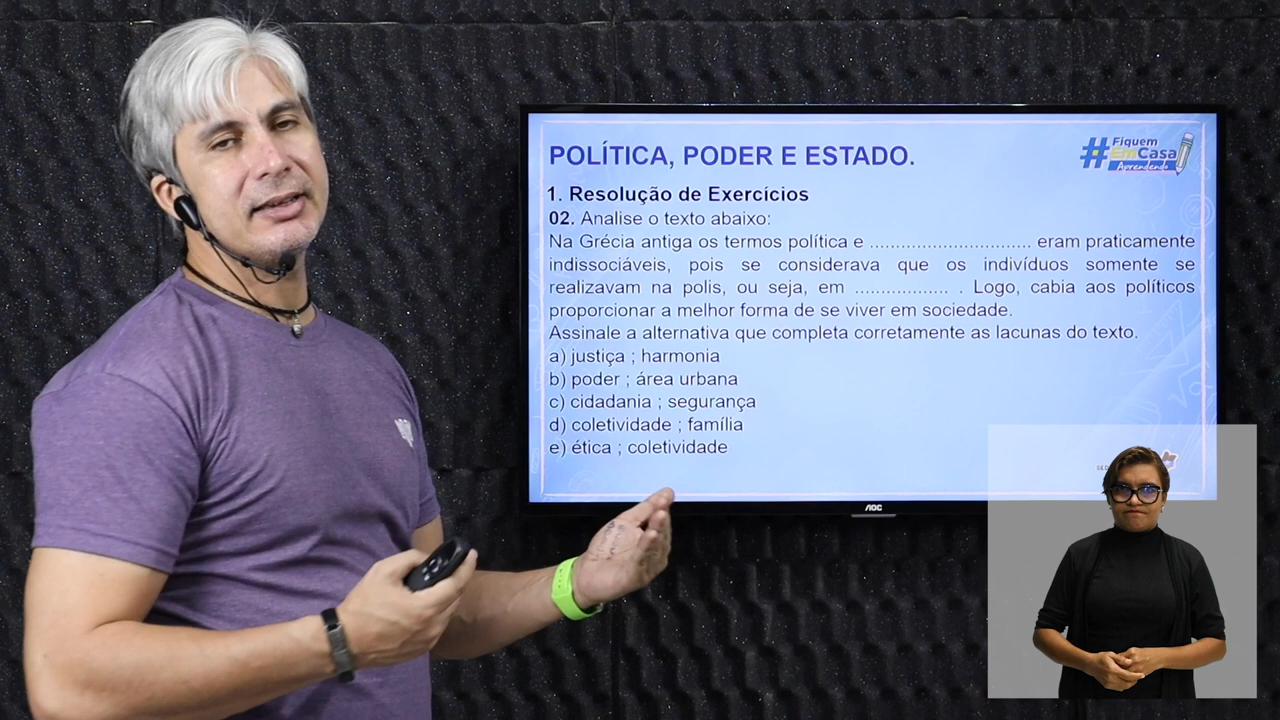 POLÍTICA, PODER E ESTADO.
#Fiquem
EmCasa
Aprendendo
1. Resolução de Exercícios
02. Analise o texto abaixo:
Na Grécia antiga os termos política e ............................... eram praticamente
indissociáveis, pois se considerava que os indivíduos somente se
realizavam na polis, ou seja, em .................. . Logo, cabia aos políticos
proporcionar a melhor forma de se viver em sociedade.
Assinale a alternativa que completa corretamente as lacunas do texto.
a) justiça ; harmonia
b) poder ; área urbana
c) cidadania ; segurança
d) coletividade ; família
e) ética ; coletividade
AOC